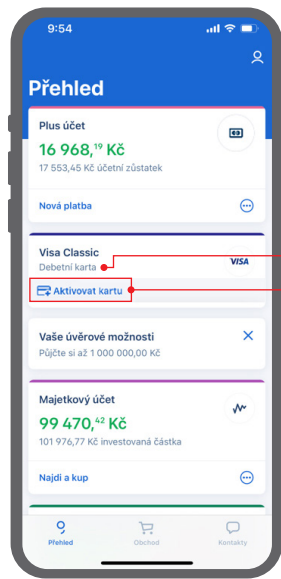 9:54
Přehled
Plus účet
16 968,19 Kč
17 553,45 Kč účetní zůstatek
Nová platba
Visa Classic
Debetní karta
VISA
Aktivovat kartu
Vaše úvěrové možnosti
Půjčte si až 1 000 000,00 Kč
Majetkový účet
99 470,42 Kč
101 976,77 Kč investovaná částka
Najdi a kup
Přehled
Obchod
Kontakty